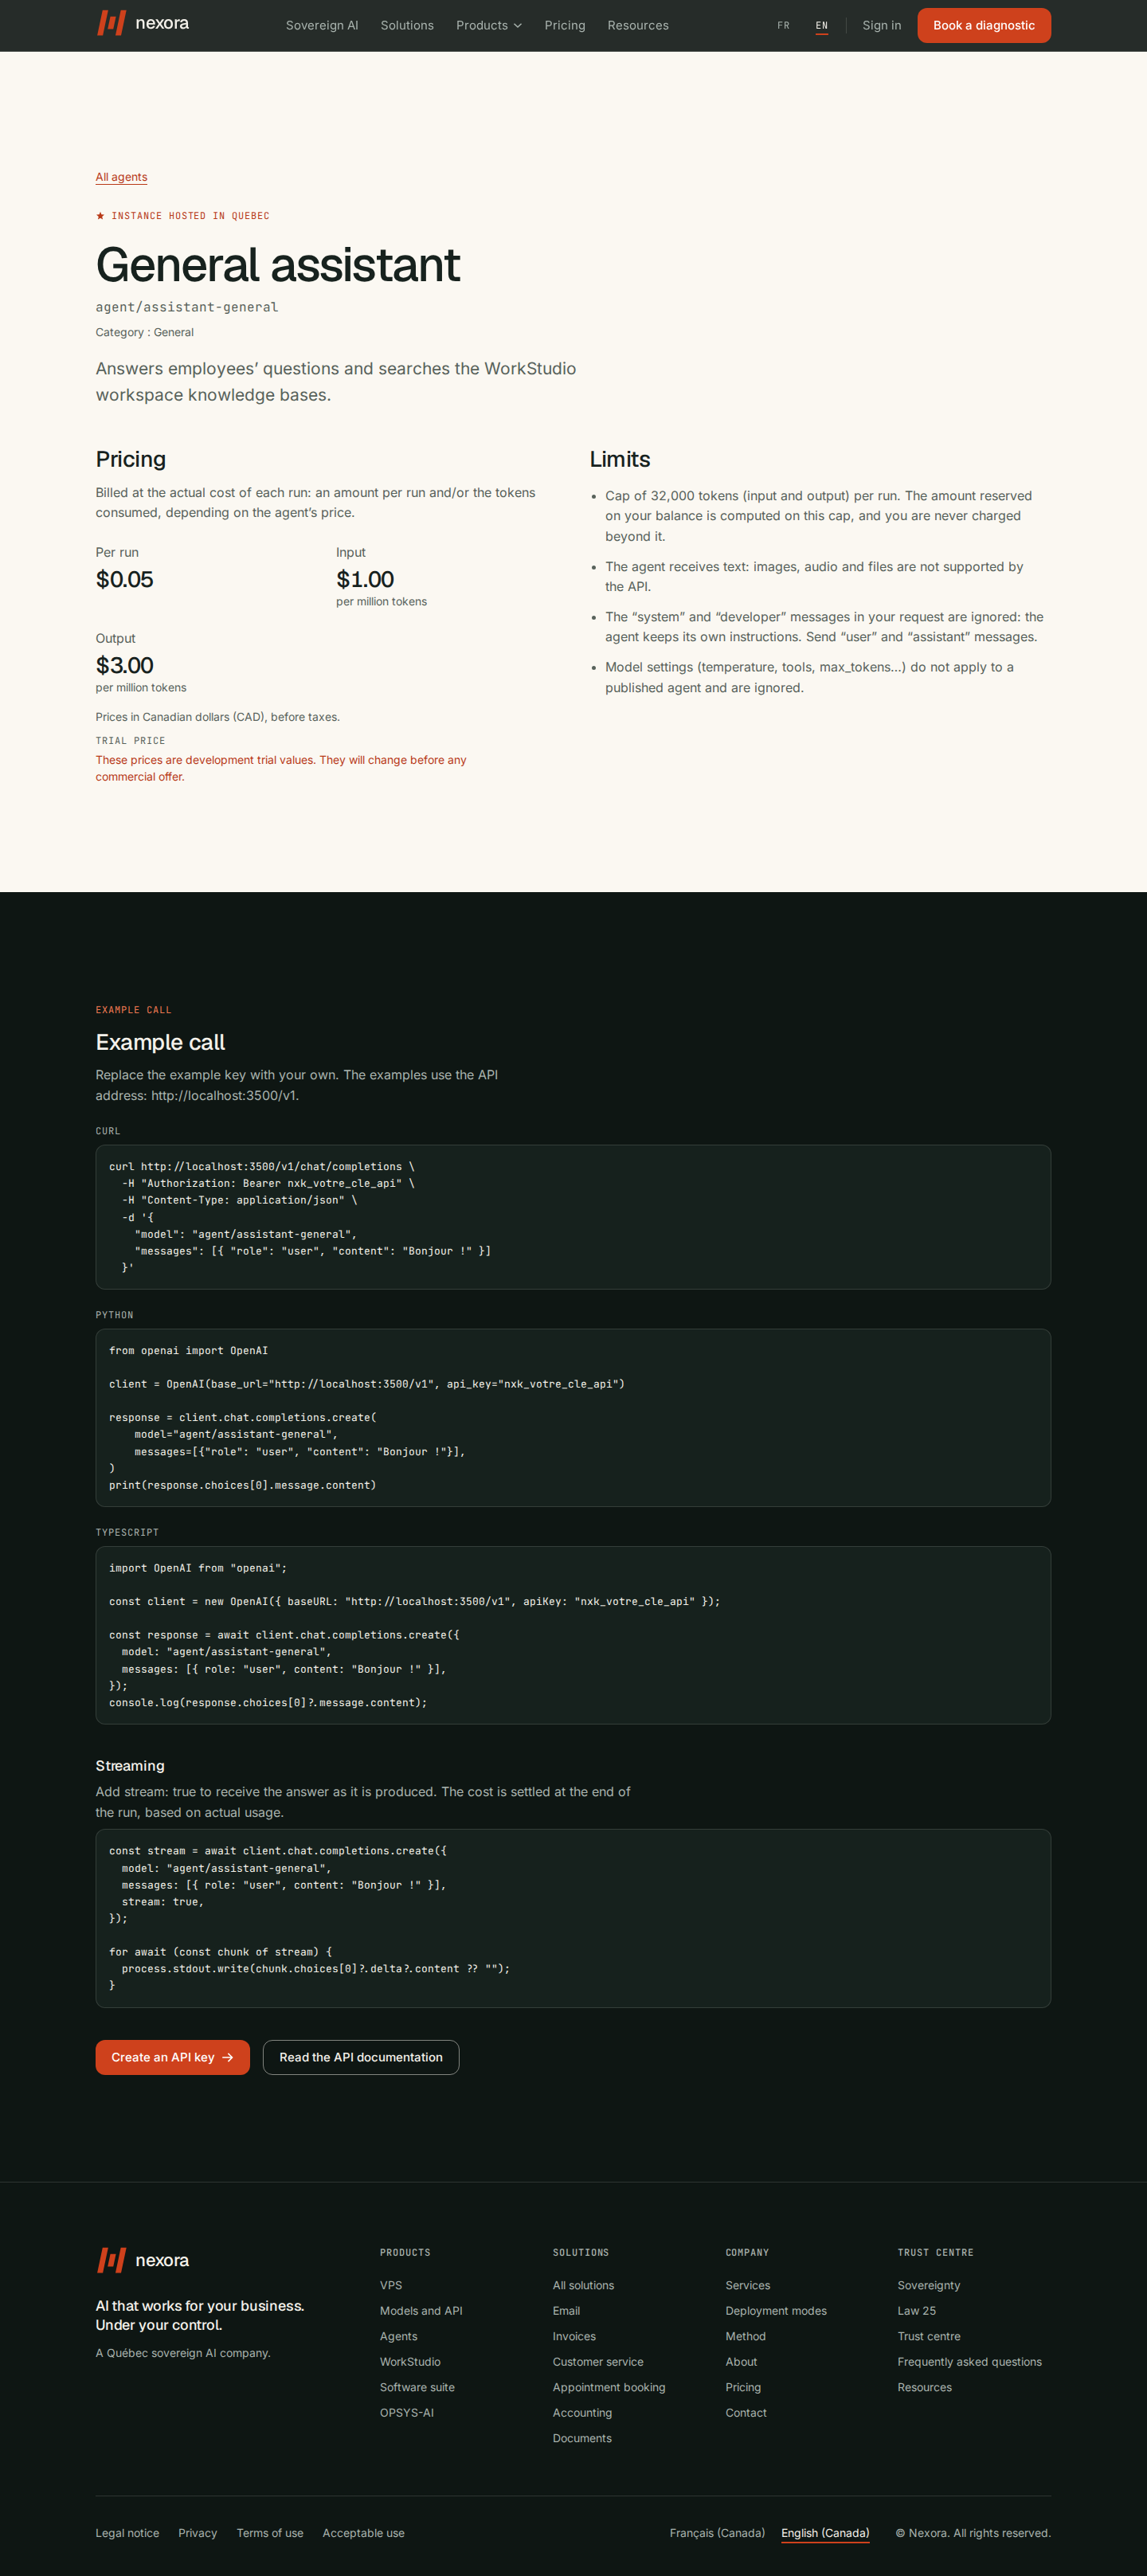 nexora
Sovereign AI
Solutions
Products
Pricing
Resources
FR
EN
Sign in
Book a diagnostic
All agents
★ INSTANCE HOSTED IN QUEBEC
General assistant
agent/assistant-general
Category : General
Answers employees’ questions and searches the WorkStudio
workspace knowledge bases.
Pricing
Billed at the actual cost of each run: an amount per run and/or the tokens
consumed, depending on the agent’s price.
Per run
$0.05
Input
$1.00
per million tokens
Output
$3.00
per million tokens
Prices in Canadian dollars (CAD), before taxes.
TRIAL PRICE
These prices are development trial values. They will change before any
commercial offer.
Limits
• Cap of 32,000 tokens (input and output) per run. The amount reserved
on your balance is computed on this cap, and you are never charged
beyond it.
• The agent receives text: images, audio and files are not supported by
the API.
• The “system” and “developer” messages in your request are ignored: the
agent keeps its own instructions. Send “user” and “assistant” messages.
• Model settings (temperature, tools, max_tokens…) do not apply to a
published agent and are ignored.
EXAMPLE CALL
Example call
Replace the example key with your own. The examples use the API
address: http://localhost:3500/v1.
CURL
curl http://localhost:3500/v1/chat/completions \
  -H "Authorization: Bearer nxk_votre_cle_api" \
  -H "Content-Type: application/json" \
  -d '{
    "model": "agent/assistant-general",
    "messages": [{ "role": "user", "content": "Bonjour !" }]
  }'
PYTHON
from openai import OpenAI
client = OpenAI(base_url="http://localhost:3500/v1", api_key="nxk_votre_cle_api")
response = client.chat.completions.create(
    model="agent/assistant-general",
    messages=[{"role": "user", "content": "Bonjour !"}],
)
print(response.choices[0].message.content)
TYPESCRIPT
import OpenAI from "openai";
const client = new OpenAI({ baseURL: "http://localhost:3500/v1", apiKey: "nxk_votre_cle_api" });
const response = await client.chat.completions.create({
  model: "agent/assistant-general",
  messages: [{ role: "user", content: "Bonjour !" }],
});
console.log(response.choices[0]?.message.content);
Streaming
Add stream: true to receive the answer as it is produced. The cost is settled at the end of
the run, based on actual usage.
const stream = await client.chat.completions.create({
  model: "agent/assistant-general",
  messages: [{ role: "user", content: "Bonjour !" }],
  stream: true,
});
for await (const chunk of stream) {
  process.stdout.write(chunk.choices[0]?.delta?.content ?? "");
}
Create an API key →
Read the API documentation
nexora
AI that works for your business.
Under your control.
A Québec sovereign AI company.
PRODUCTS
VPS
Models and API
Agents
WorkStudio
Software suite
OPSYS-AI
SOLUTIONS
All solutions
Email
Invoices
Customer service
Appointment booking
Accounting
Documents
COMPANY
Services
Deployment modes
Method
About
Pricing
Contact
TRUST CENTRE
Sovereignty
Law 25
Trust centre
Frequently asked questions
Resources
Legal notice
Privacy
Terms of use
Acceptable use
Français (Canada)
English (Canada)
© Nexora. All rights reserved.